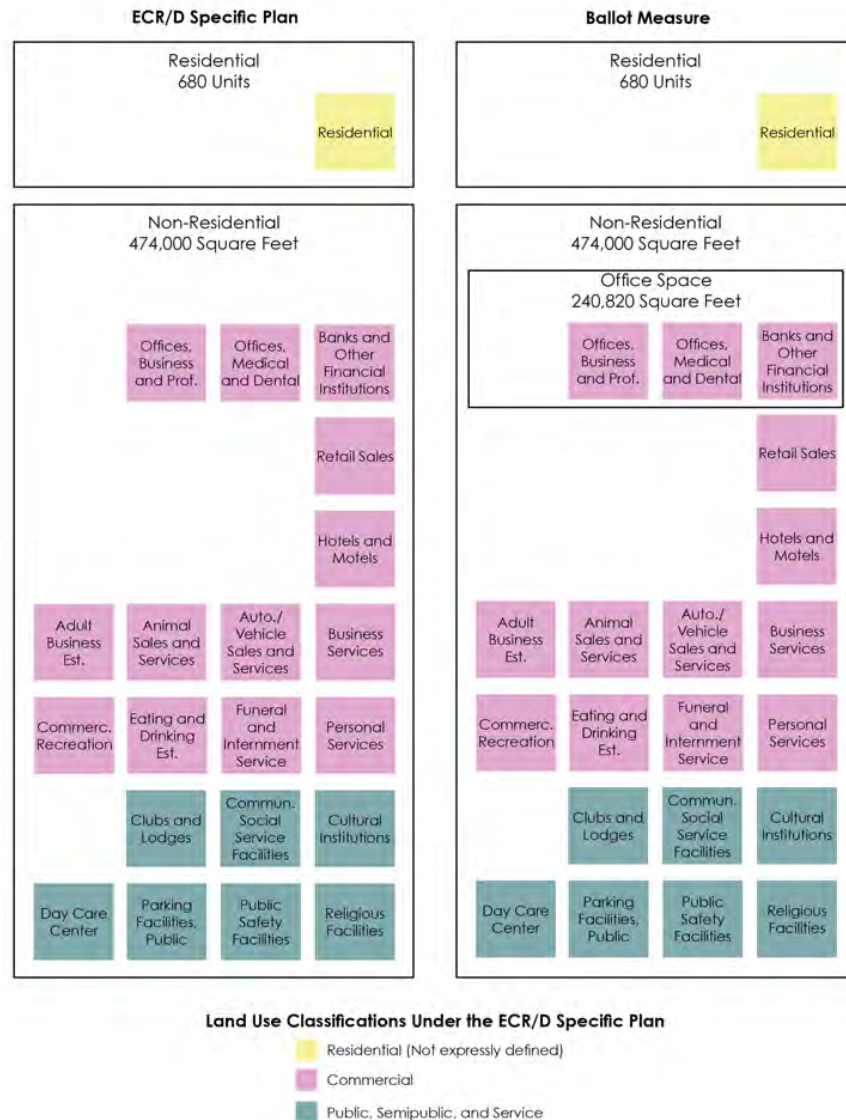 ECR/D Specific Plan
Residential
680 Units
Residential
Non-Residential
474,000 Square Feet
Offices,
Business
and Prof.
Offices,
Medical
and Dental
Banks and
Other
Financial
Institutions
Retail Sales
Hotels and
Motels
Adult
Business
Est.
Animal
Sales and
Services
Auto./
Vehicle
Sales and
Services
Business
Services
Commerc.
Recreation
Eating and
Drinking
Est.
Funeral
and
Internment
Service
Personal
Services
Clubs and
Lodges
Commun.
Social
Service
Facilities
Cultural
Institutions
Day Care
Center
Parking
Facilities,
Public
Public
Safety
Facilities
Religious
Facilities
Ballot Measure
Residential
680 Units
Residential
Non-Residential
474,000 Square Feet
Office Space
240,820 Square Feet
Offices,
Business
and Prof.
Offices,
Medical
and Dental
Banks and
Other
Financial
Institutions
Retail Sales
Hotels and
Motels
Adult
Business
Est.
Animal
Sales and
Services
Auto./
Vehicle
Sales and
Services
Business
Services
Commerc.
Recreation
Eating and
Drinking
Est.
Funeral
and
Internment
Service
Personal
Services
Clubs and
Lodges
Commun.
Social
Service
Facilities
Cultural
Institutions
Day Care
Center
Parking
Facilities,
Public
Public
Safety
Facilities
Religious
Facilities
Land Use Classifications Under the ECR/D Specific Plan
Residential (Not expressly defined)
Commercial
Public, Semipublic, and Service